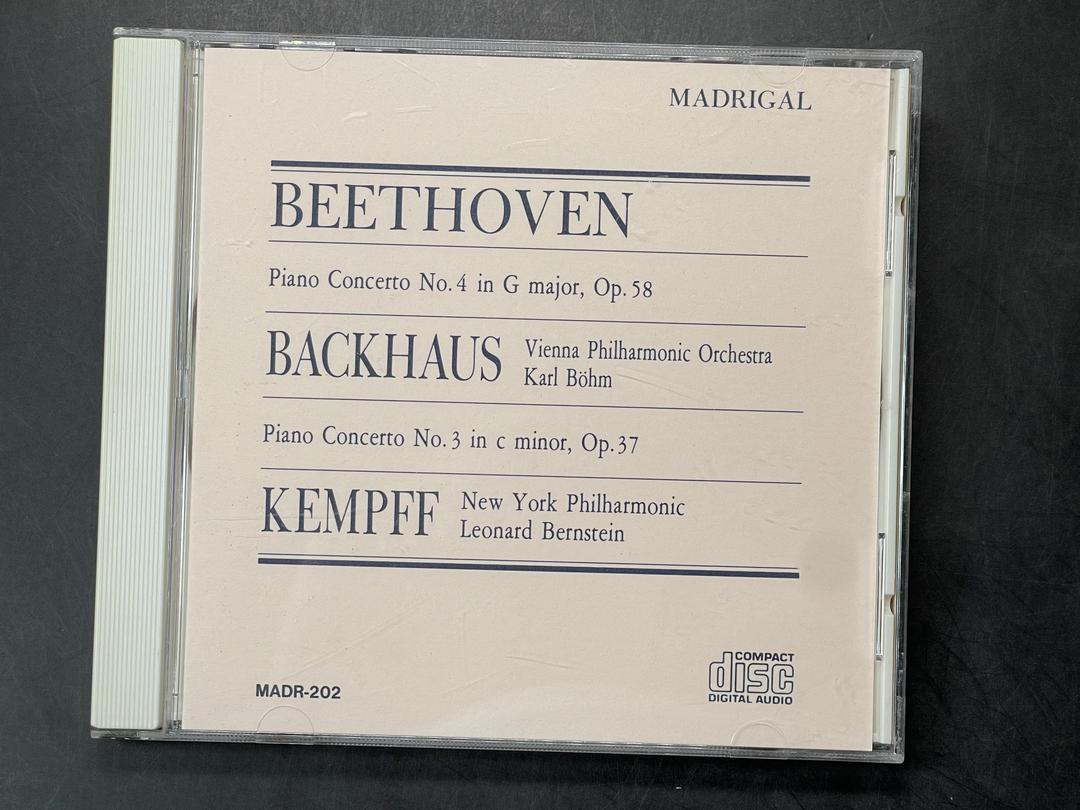 MADRIGAL
BEETHOVEN
Piano Concerto No.4 in G major, Op.58
BACKHAUS
Vienna Philharmonic Orchestra
Karl Böhm
Piano Concerto No.3 in c minor, Op.37
KEMPFF
New York Philharmonic
Leonard Bernstein
MADR-202
COMPACT
disc
DIGITAL AUDIO